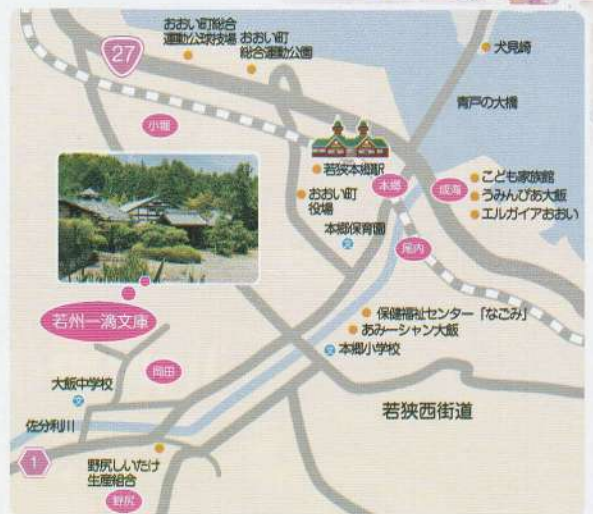 おおい町総合
運動公球技場
おおい町
総合運動公園
27
犬見崎
青戸の大橋
小堀
若狭本郷駅
本郷
成海
こども家族館
うみんぴあ大飯
エルガイアおおい
おおい町
役場
本郷保育園
文
尾内
若州一滴文庫
保健福祉センター「なごみ」
あみーシャン大飯
文
本郷小学校
岡田
大飯中学校
文
若狭西街道
佐分利川
1
野尻しいたけ
生産組合
野尻